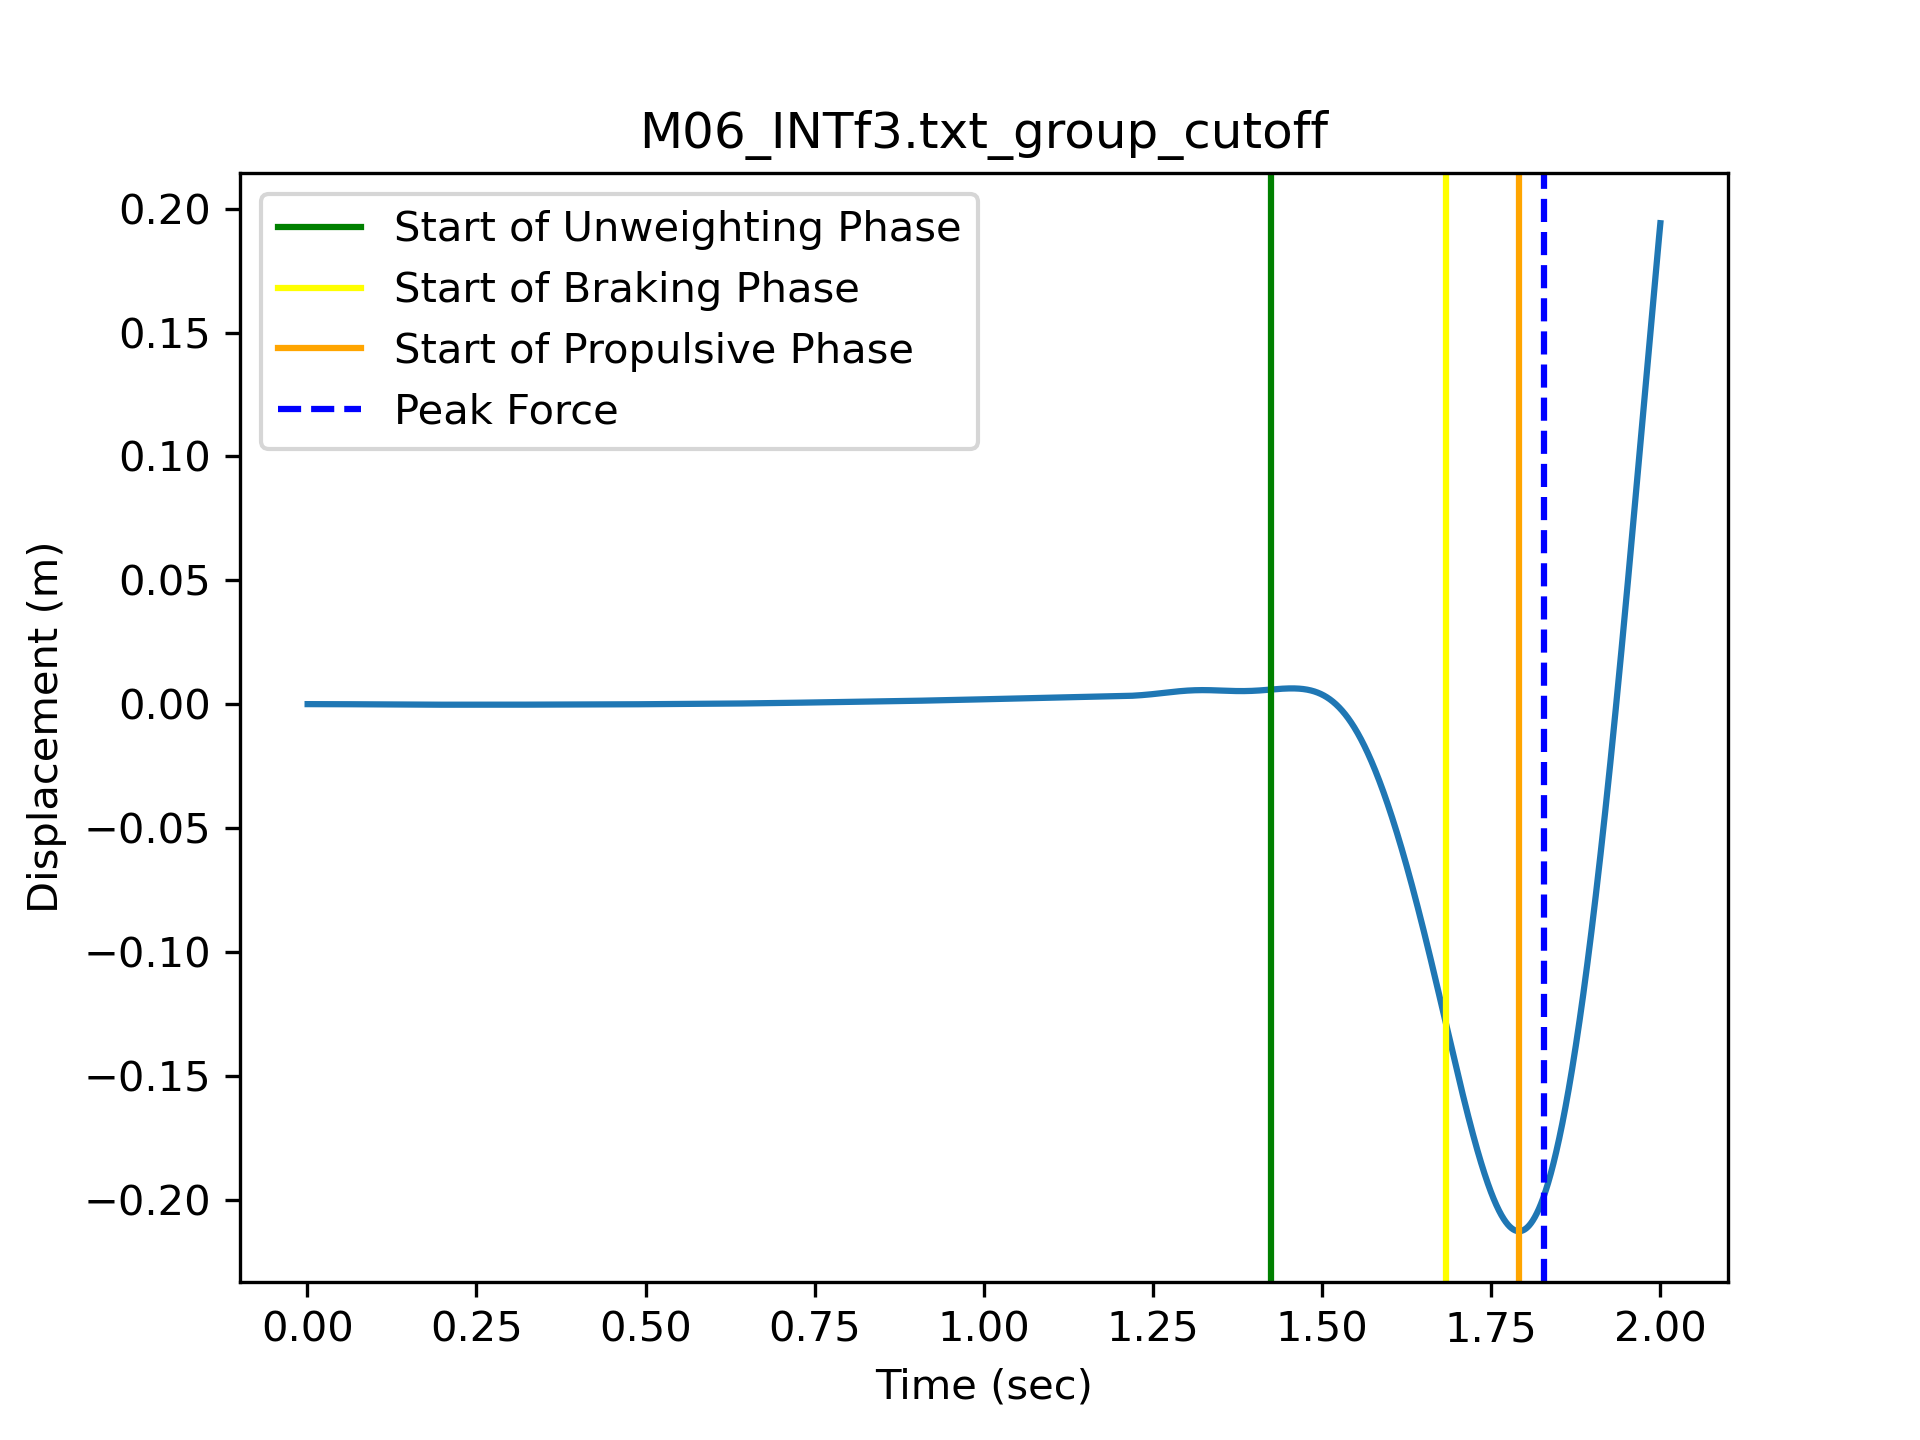 M06_INTf3.txt_group_cutoff
Start of Unweighting Phase
Start of Braking Phase
Start of Propulsive Phase
Peak Force
0.20
0.15
0.10
0.05
0.00
−0.05
−0.10
−0.15
−0.20
Displacement (m)
0.00 0.25 0.50 0.75 1.00 1.25 1.50 1.75 2.00
Time (sec)